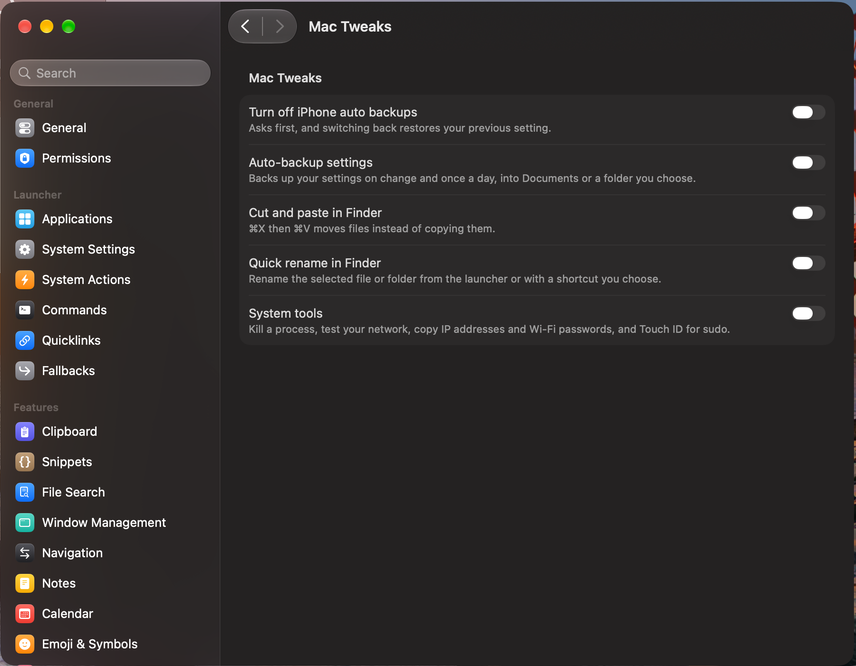 Mac Tweaks
Search
General
General
Permissions
Launcher
Applications
System Settings
System Actions
Commands
Quicklinks
Fallbacks
Features
Clipboard
Snippets
File Search
Window Management
Navigation
Notes
Calendar
Emoji & Symbols
Mac Tweaks
Turn off iPhone auto backups
Asks first, and switching back restores your previous setting.
Auto-backup settings
Backs up your settings on change and once a day, into Documents or a folder you choose.
Cut and paste in Finder
⌘X then ⌘V moves files instead of copying them.
Quick rename in Finder
Rename the selected file or folder from the launcher or with a shortcut you choose.
System tools
Kill a process, test your network, copy IP addresses and Wi-Fi passwords, and Touch ID for sudo.